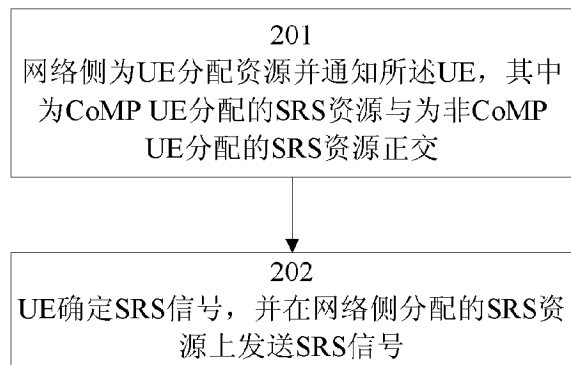 201
网络侧为UE分配资源并通知所述UE，其中
为CoMP UE分配的SRS资源与为非CoMP
UE分配的SRS资源正交
202
UE确定SRS信号，并在网络侧分配的SRS资
源上发送SRS信号